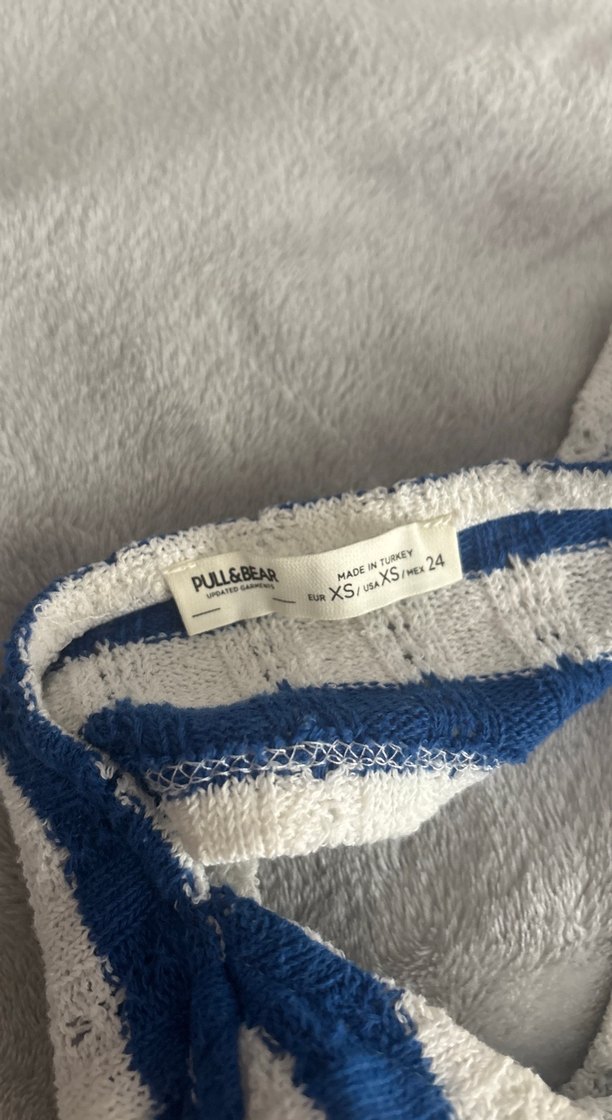 PULL&BEAR
UPDATED GARMENTS
MADE IN TURKEY
EUR XS / USA XS / MEX 24